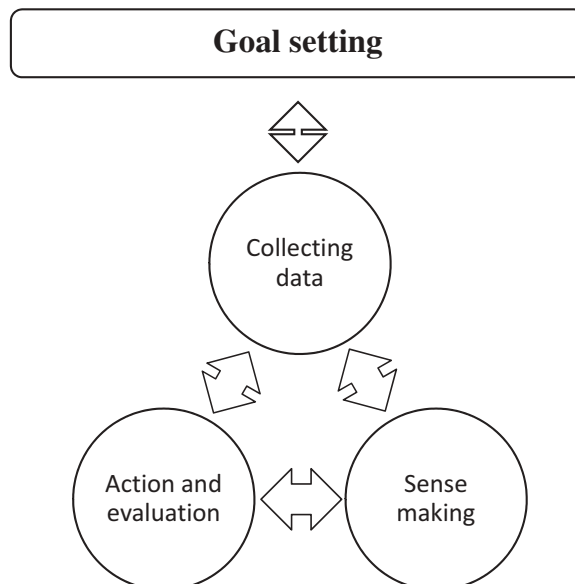 Goal setting
Collecting
data
Action and
evaluation
Sense
making